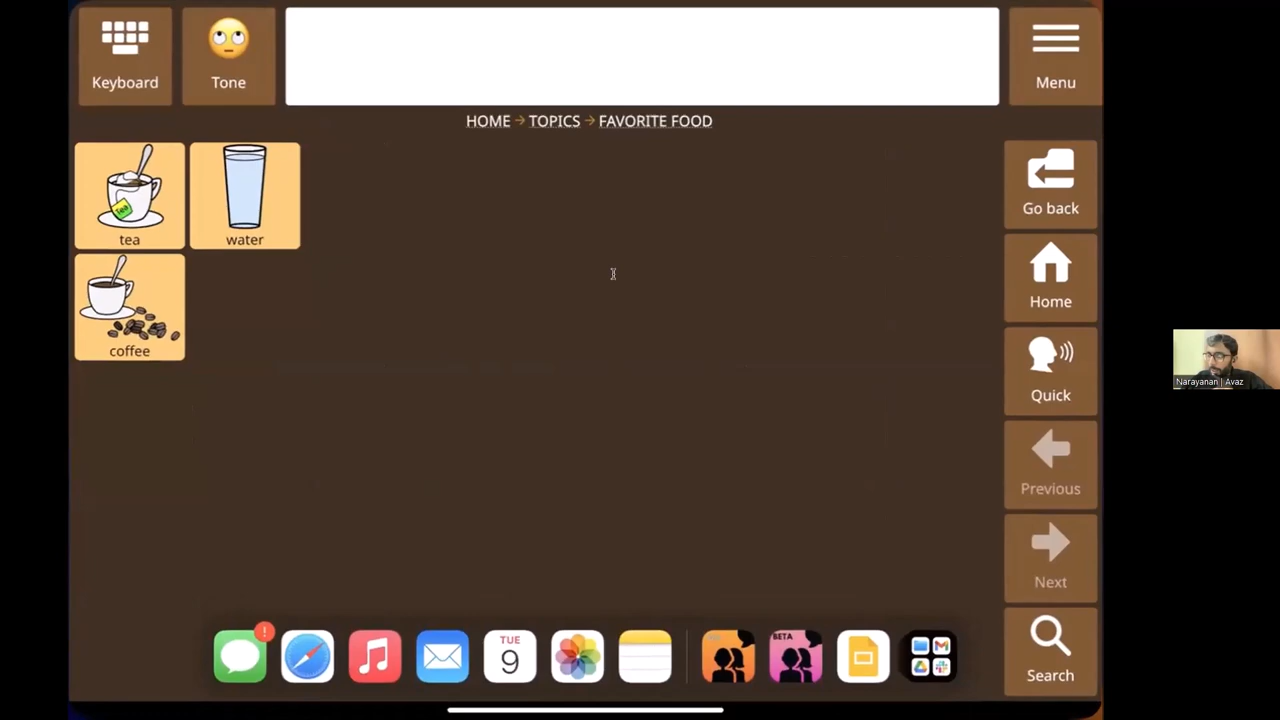 Keyboard
Tone
Menu
HOME → TOPICS → FAVORITE FOOD
Tea
tea
water
coffee
Go back
Home
Quick
Previous
Next
Search
Narayanan | Avaz
!
TUE
9
BETA